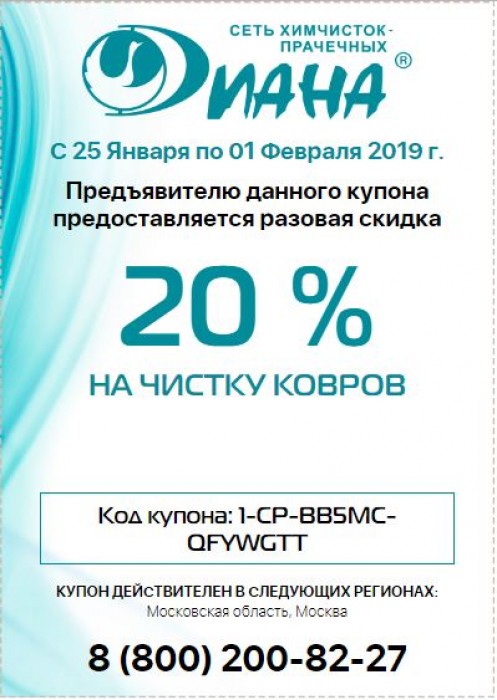 СЕТЬ ХИМЧИСТОК-
ПРАЧЕЧНЫХ
ДИАНА®
С 25 Января по 01 Февраля 2019 г.
Предъявителю данного купона
предоставляется разовая скидка
20 %
НА ЧИСТКУ КОВРОВ
Код купона: 1-CP-BB5MC-
QFYWGTT
КУПОН ДЕЙСТВИТЕЛЕН В СЛЕДУЮЩИХ РЕГИОНАХ:
Московская область, Москва
8 (800) 200-82-27